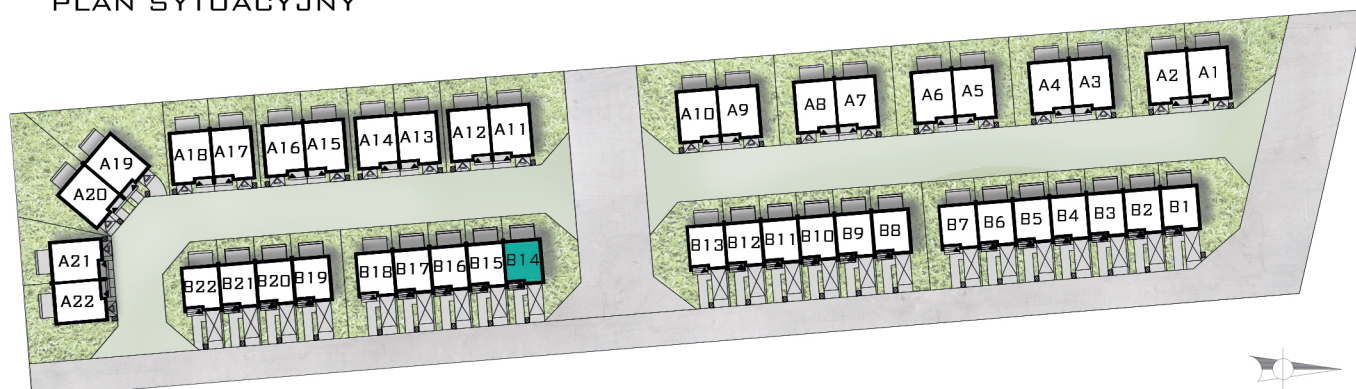 PLAN SYTUACYJNY
A10 A9 A8 A7 A6 A5 A4 A3 A2 A1
A19 A20 A18 A17 A16 A15 A14 A13 A12 A11
A21 A22
B22 B21 B20 B19 B18 B17 B16 B15 B14
B13 B12 B11 B10 B9 B8 B7 B6 B5 B4 B3 B2 B1